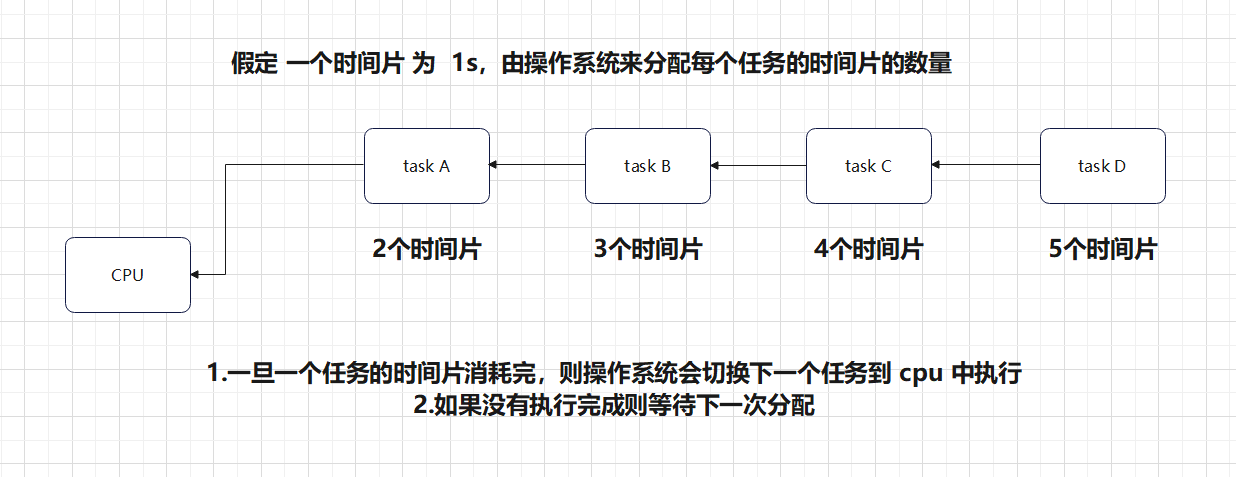 假定 一个时间片 为 1s，由操作系统来分配每个任务的时间片的数量
task A
task B
task C
task D
2个时间片
3个时间片
4个时间片
5个时间片
CPU
1.一旦一个任务的时间片消耗完，则操作系统会切换下一个任务到 cpu 中执行
2.如果没有执行完成则等待下一次分配